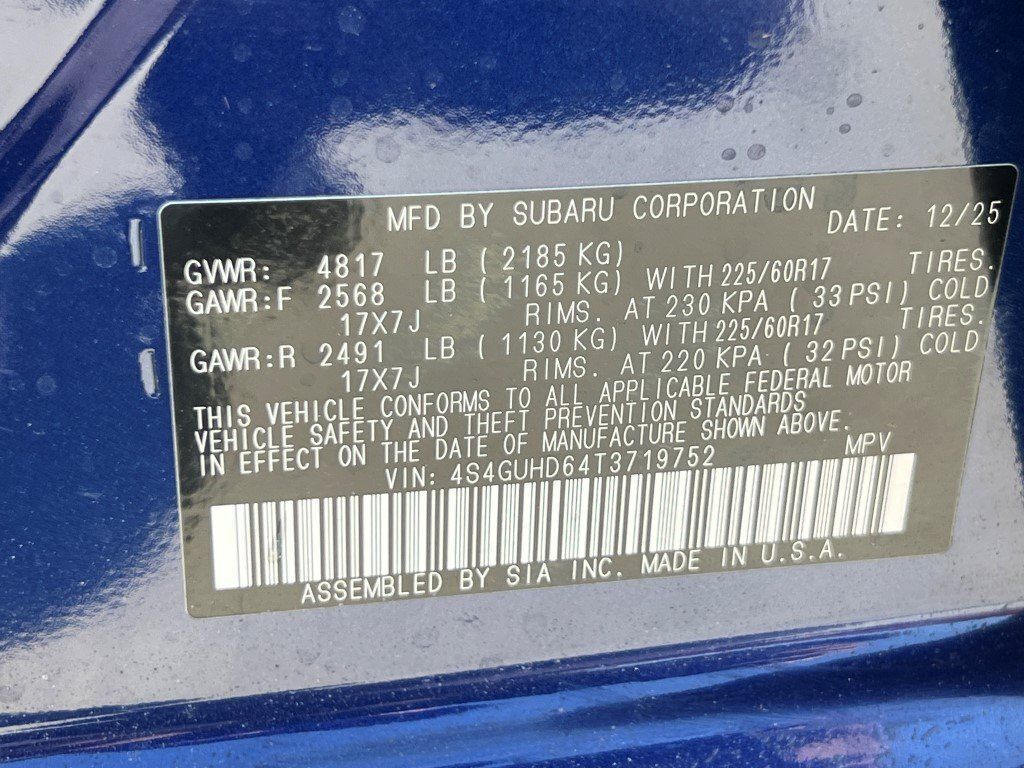 MFD BY SUBARU CORPORATION DATE: 12/25
GVWR: 4817 LB ( 2185 KG)
GAWR:F 2568 LB ( 1165 KG) WITH 225/60R17 TIRES.
17X7J RIMS. AT 230 KPA ( 33 PSI) COLD
GAWR:R 2491 LB ( 1130 KG) WITH 225/60R17 TIRES.
17X7J RIMS. AT 220 KPA ( 32 PSI) COLD
THIS VEHICLE CONFORMS TO ALL APPLICABLE FEDERAL MOTOR
VEHICLE SAFETY AND THEFT PREVENTION STANDARDS
IN EFFECT ON THE DATE OF MANUFACTURE SHOWN ABOVE.
VIN: 4S4GUHD64T3719752 MPV
ASSEMBLED BY SIA INC. MADE IN U.S.A.